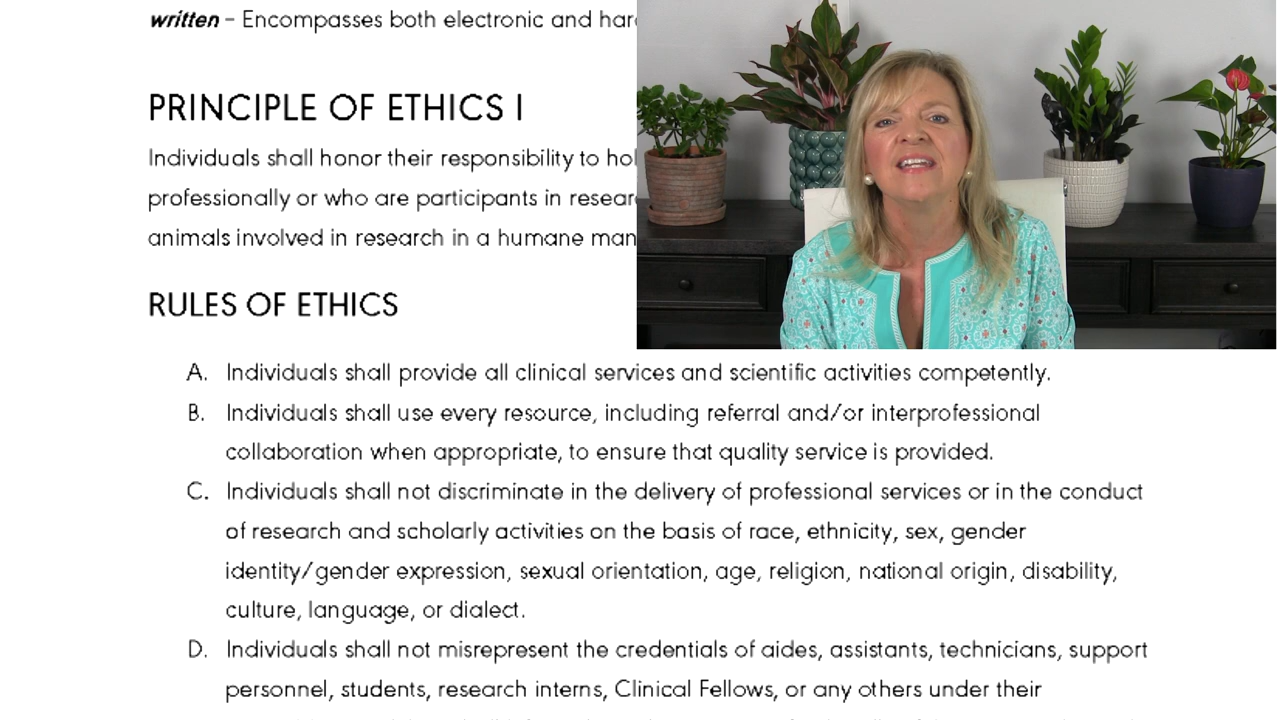 written – Encompasses both electronic and
PRINCIPLE OF ETHICS I
Individuals shall honor their responsibility to
professionally or who are participants in
animals involved in research in a humane
RULES OF ETHICS
A. Individuals shall provide all clinical services and scientific activities competently.
B. Individuals shall use every resource, including referral and/or interprofessional
collaboration when appropriate, to ensure that quality service is provided.
C. Individuals shall not discriminate in the delivery of professional services or in the conduct
of research and scholarly activities on the basis of race, ethnicity, sex, gender
identity/gender expression, sexual orientation, age, religion, national origin, disability,
culture, language, or dialect.
D. Individuals shall not misrepresent the credentials of aides, assistants, technicians, support
personnel, students, research interns, Clinical Fellows, or any others under their